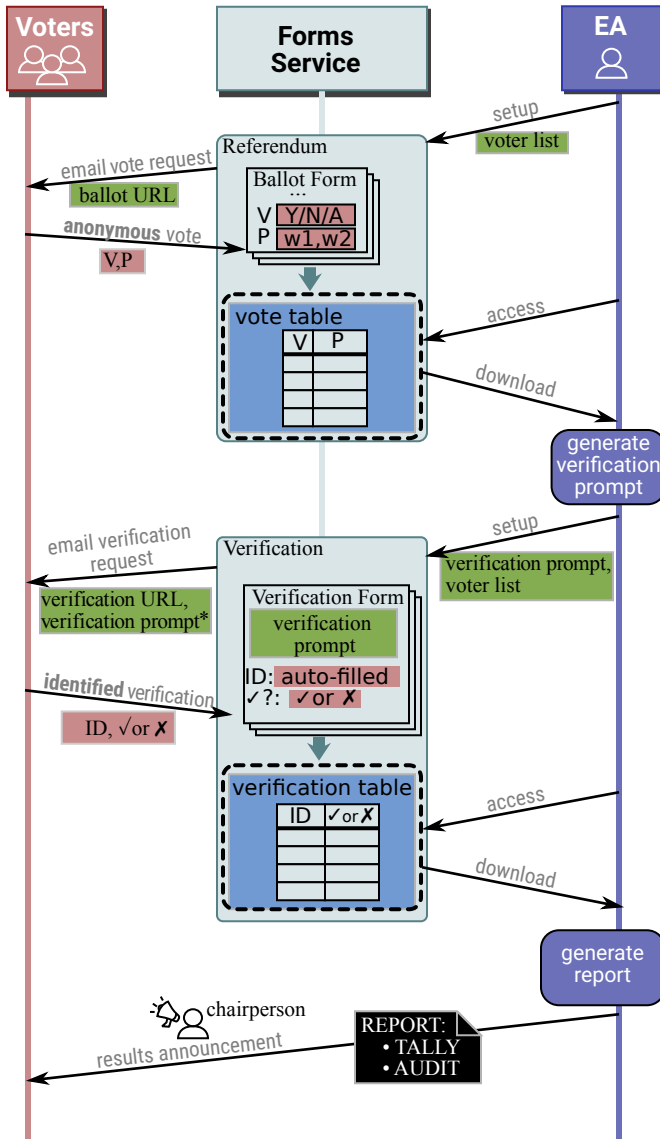 Voters
Forms
Service
EA
setup
voter list
Referendum
email vote request
ballot URL
Ballot Form
...
V Y/N/A
P w1,w2
anonymous vote
V,P
vote table
V P
access
download
generate
verification
prompt
setup
verification prompt,
voter list
email verification
request
verification URL,
verification prompt*
Verification
Verification Form
verification
prompt
ID: auto-filled
✓?: ✓or ✗
identified verification
ID, √or ✗
verification table
ID ✓or ✗
access
download
generate
report
chairperson
results announcement
REPORT:
• TALLY
• AUDIT